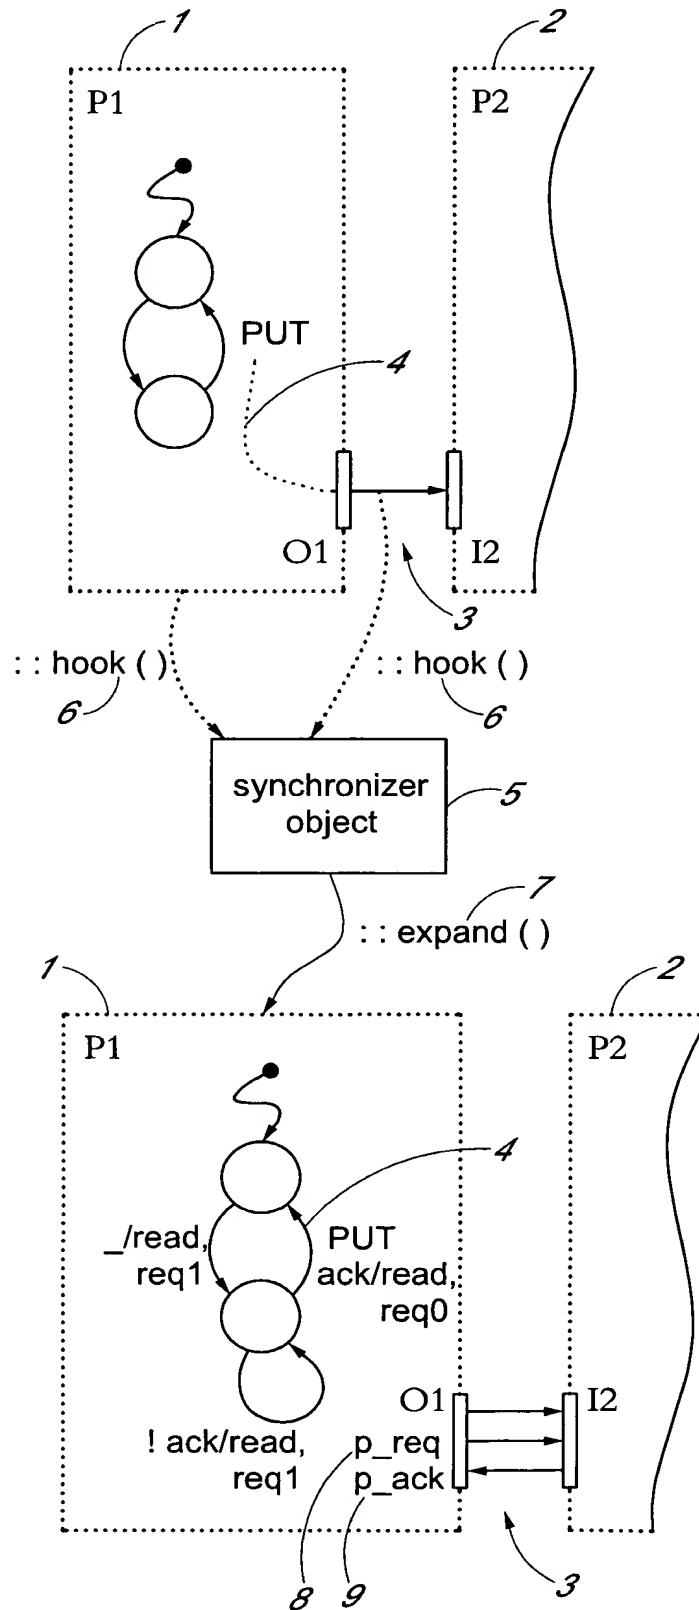 1
2
P1
P2
PUT
4
O1
I2
3
: : hook ( )
: : hook ( )
6
6
synchronizer
object
5
7
: : expand ( )
1
2
P1
P2
4
_/read,
req1
PUT
ack/read,
req0
O1
I2
! ack/read,
req1
p_req
p_ack
8
9
3